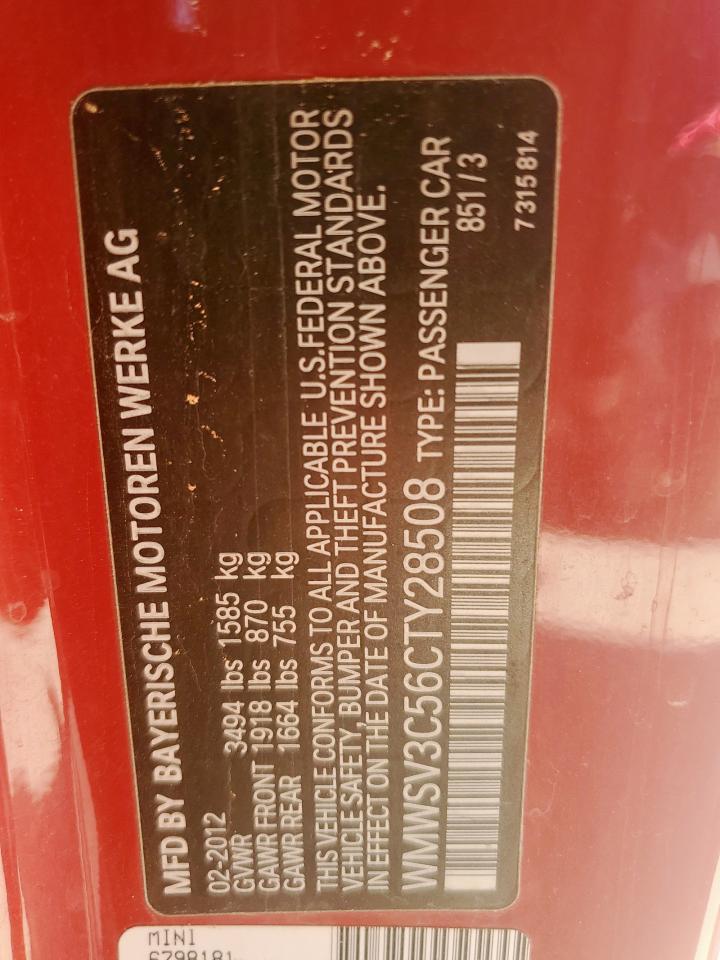 MFD BY BAYERISCHE MOTOREN WERKE AG
02-2012
GVWR 3494 lbs 1585 kg
GAWR FRONT 1918 lbs 870 kg
GAWR REAR 1664 lbs 755 kg
THIS VEHICLE CONFORMS TO ALL APPLICABLE U.S.FEDERAL MOTOR
VEHICLE SAFETY, BUMPER AND THEFT PREVENTION STANDARDS
IN EFFECT ON THE DATE OF MANUFACTURE SHOWN ABOVE.
WMWSV3C56CTY28508 TYPE: PASSENGER CAR
851 / 3
7 315 814
MINI